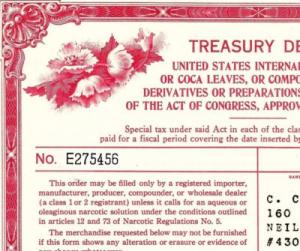 TREASURY DE
UNITED STATES INTERNA
OR COCA LEAVES, OR COMPO
DERIVATIVES OR PREPARATIONS
OF THE ACT OF CONGRESS, APPROV
Special tax under said Act in each of the clas
paid for a fiscal period covering the date inserted by
No. E275456
This order may be filled only by a registered importer,
manufacturer, producer, compounder, or wholesale dealer
(a class 1 or 2 registrant) unless it calls for an aqueous or
oleaginous narcotic solution under the conditions outlined
in articles 12 and 73 of Narcotic Regulations No. 5.
The merchandise requested below may not be furnished
if this form shows any alteration or erasure or evidence of
C. C
160
NEIL
#450